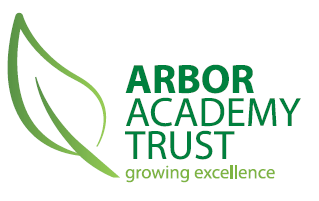 ARBOR
ACADEMY
TRUST
growing excellence